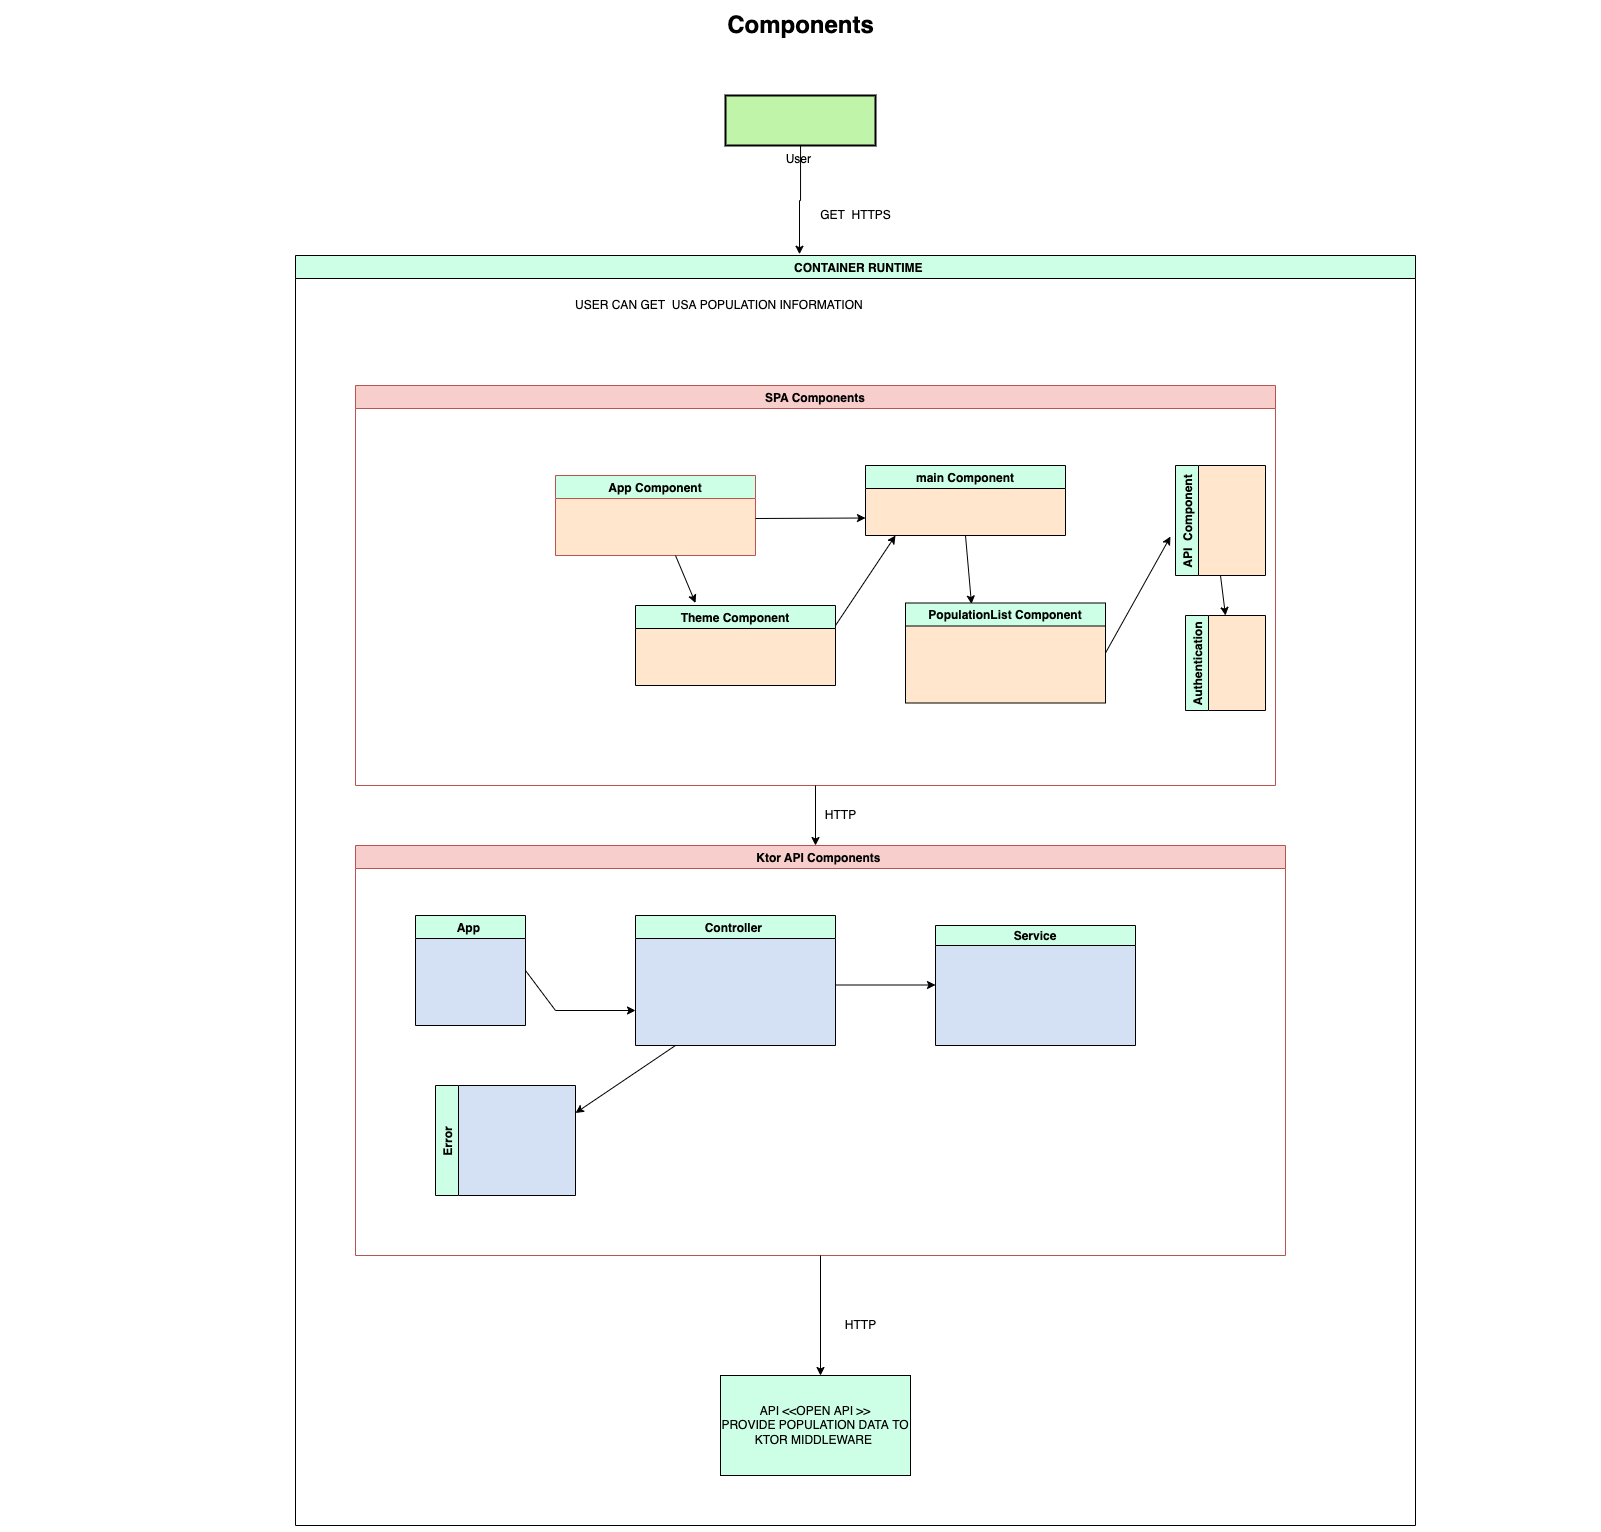 Components
User
GET  HTTPS
CONTAINER RUNTIME
USER CAN GET  USA POPULATION INFORMATION
SPA Components
App Component
main Component
API  Component
Theme Component
PopulationList Component
Authentication
HTTP
Ktor API Components
App
Controller
Service
Error
HTTP
API <<OPEN API >>
PROVIDE POPULATION DATA TO
KTOR MIDDLEWARE